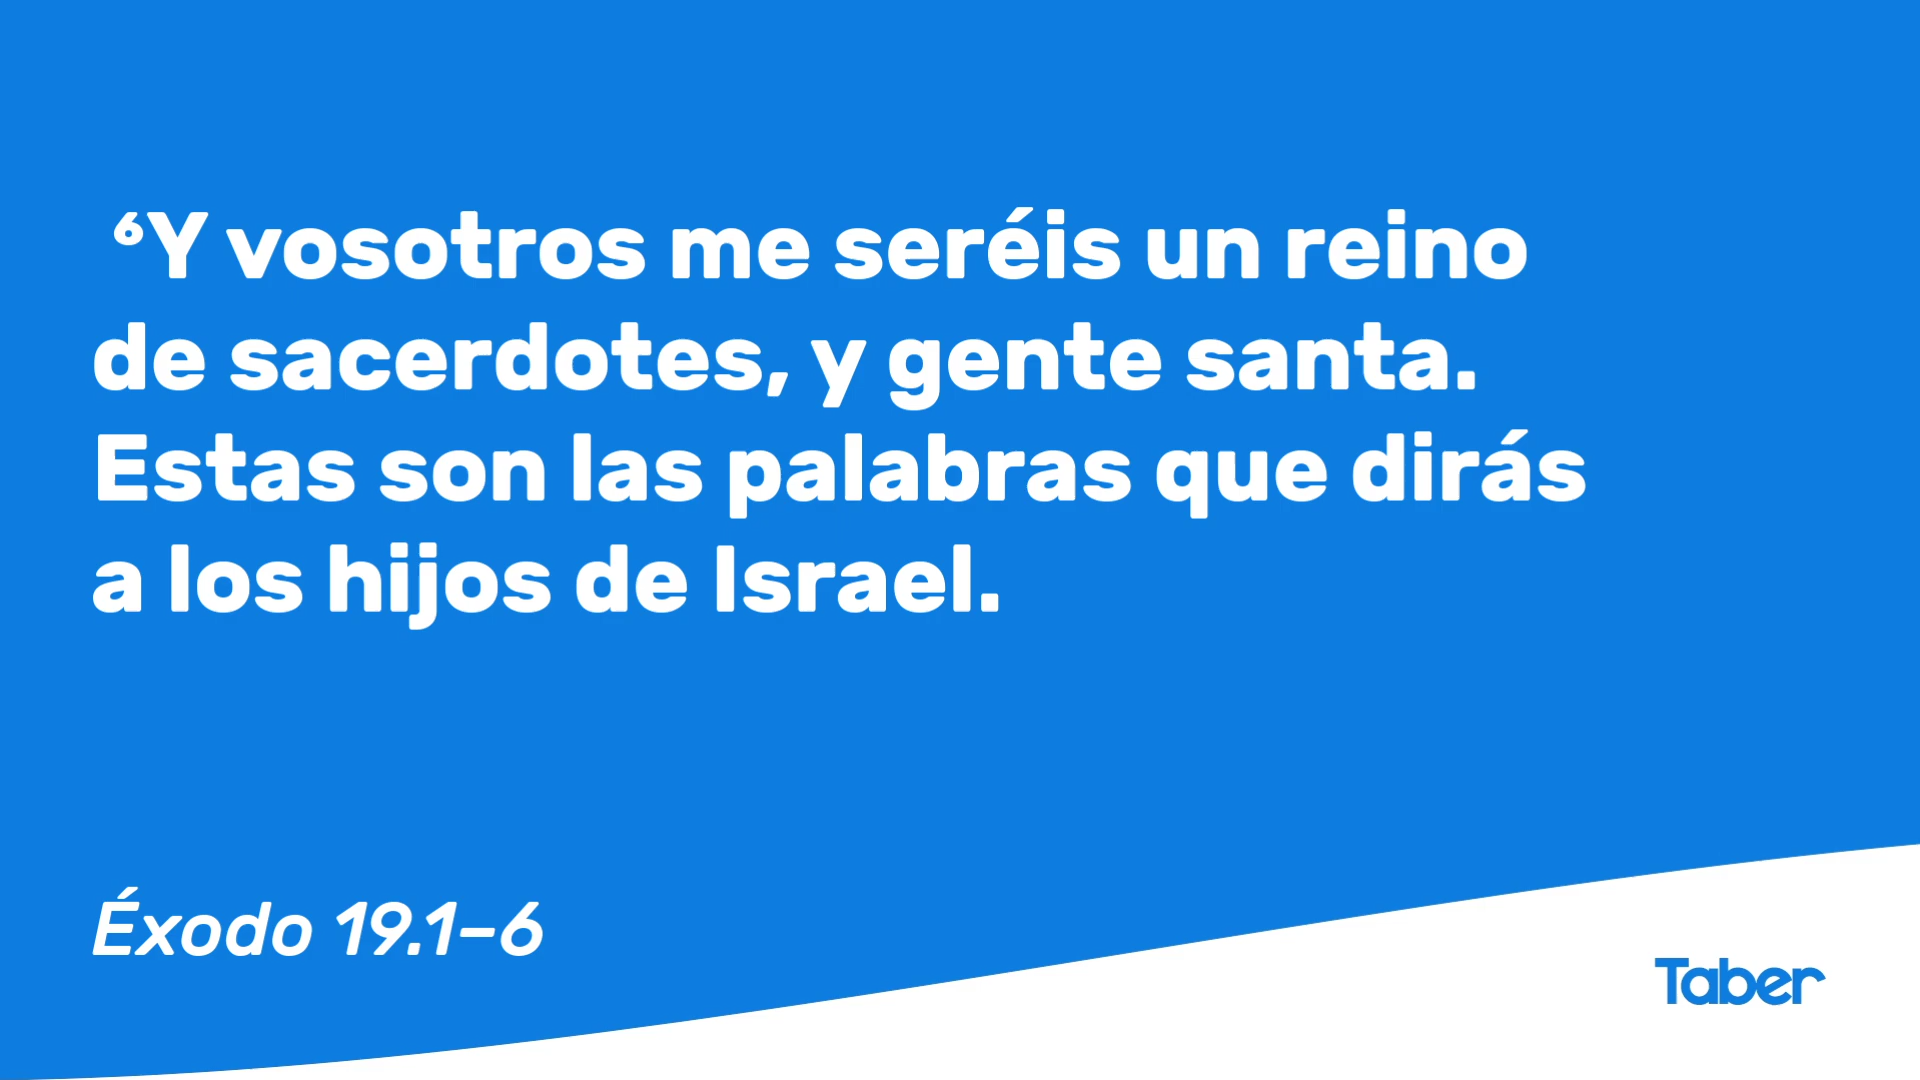 ⁶Y vosotros me seréis un reino
de sacerdotes, y gente santa.
Estas son las palabras que dirás
a los hijos de Israel.
Éxodo 19.1–6
Taber